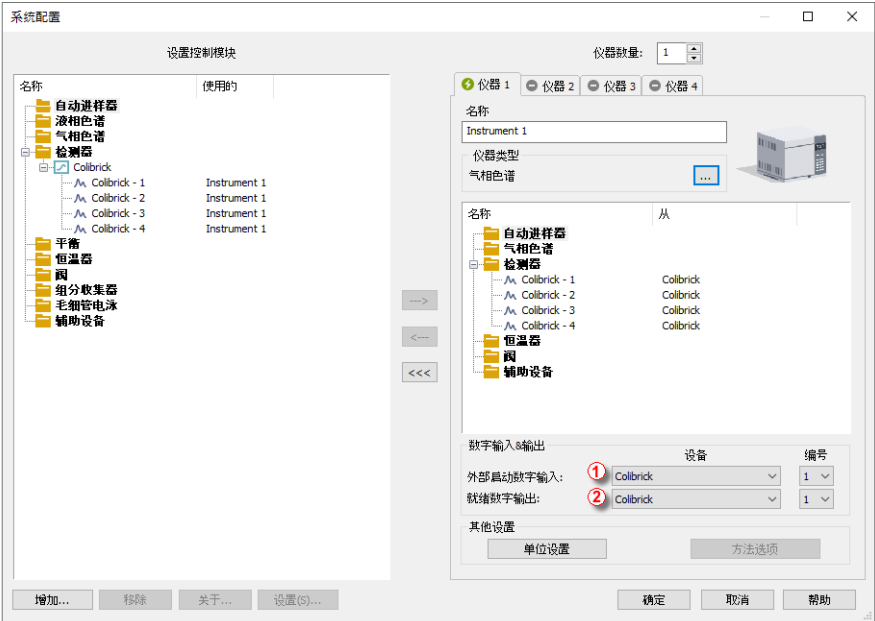 系统配置
设置控制模块
名称 使用的
自动进样器
液相色谱
气相色谱
检测器
Colibrick
Colibrick - 1 Instrument 1
Colibrick - 2 Instrument 1
Colibrick - 3 Instrument 1
Colibrick - 4 Instrument 1
平衡
恒温器
阀
组分收集器
毛细管电泳
辅助设备
增加... 移除 关于... 设置(S)...
--->
<---
<<<
仪器数量: 1
仪器 1 仪器 2 仪器 3 仪器 4
名称
Instrument 1
仪器类型
气相色谱 ...
名称 从
自动进样器
气相色谱
检测器
Colibrick - 1 Colibrick
Colibrick - 2 Colibrick
Colibrick - 3 Colibrick
Colibrick - 4 Colibrick
恒温器
阀
辅助设备
数字输入&输出
设备 编号
外部启动数字输入: ① Colibrick 1
就绪数字输出: ② Colibrick 1
其他设置
单位设置 方法选项
确定 取消 帮助